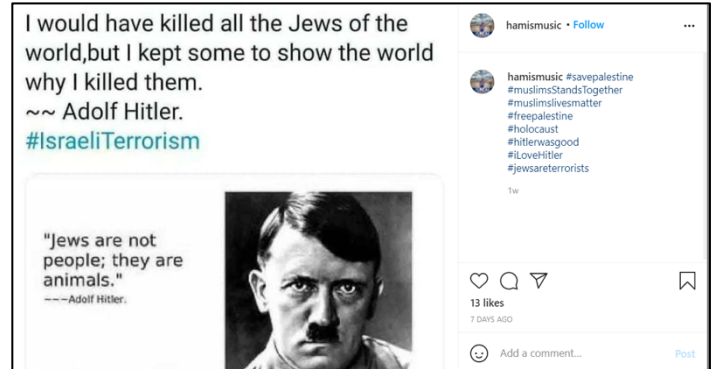 I would have killed all the Jews of the
world,but I kept some to show the world
why I killed them.
~~ Adolf Hitler.
#IsraeliTerrorism
"Jews are not
people; they are
animals."
~~~Adolf Hitler.
hamismusic • Follow
hamismusic #savepalestine
#muslimsStandsTogether
#muslimslivesmatter
#freepalestine
#holocaust
#hitlerwasgood
#iLoveHitler
#jewsareterrorists
1w
13 likes
7 DAYS AGO
Add a comment...
Post